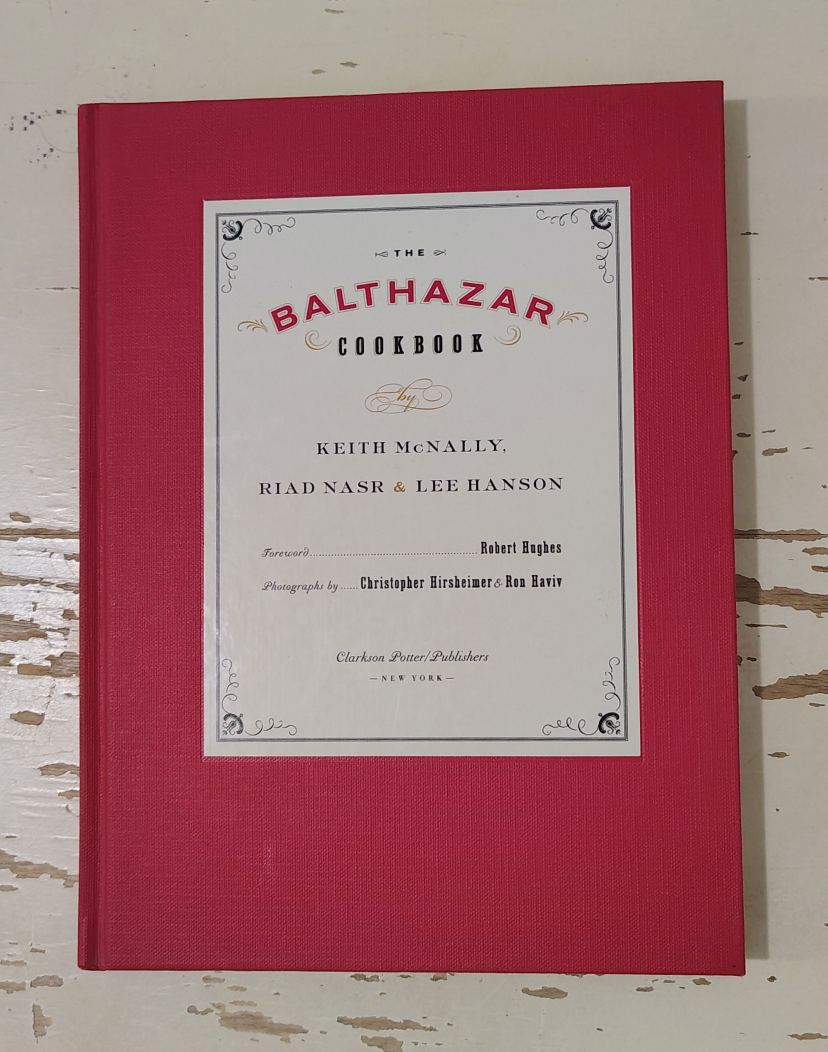 THE
BALTHAZAR
COOKBOOK
by
KEITH McNALLY,
RIAD NASR & LEE HANSON
Foreword........................................................ Robert Hughes
Photographs by ...... Christopher Hirsheimer & Ron Haviv
Clarkson Potter/Publishers
— NEW YORK —